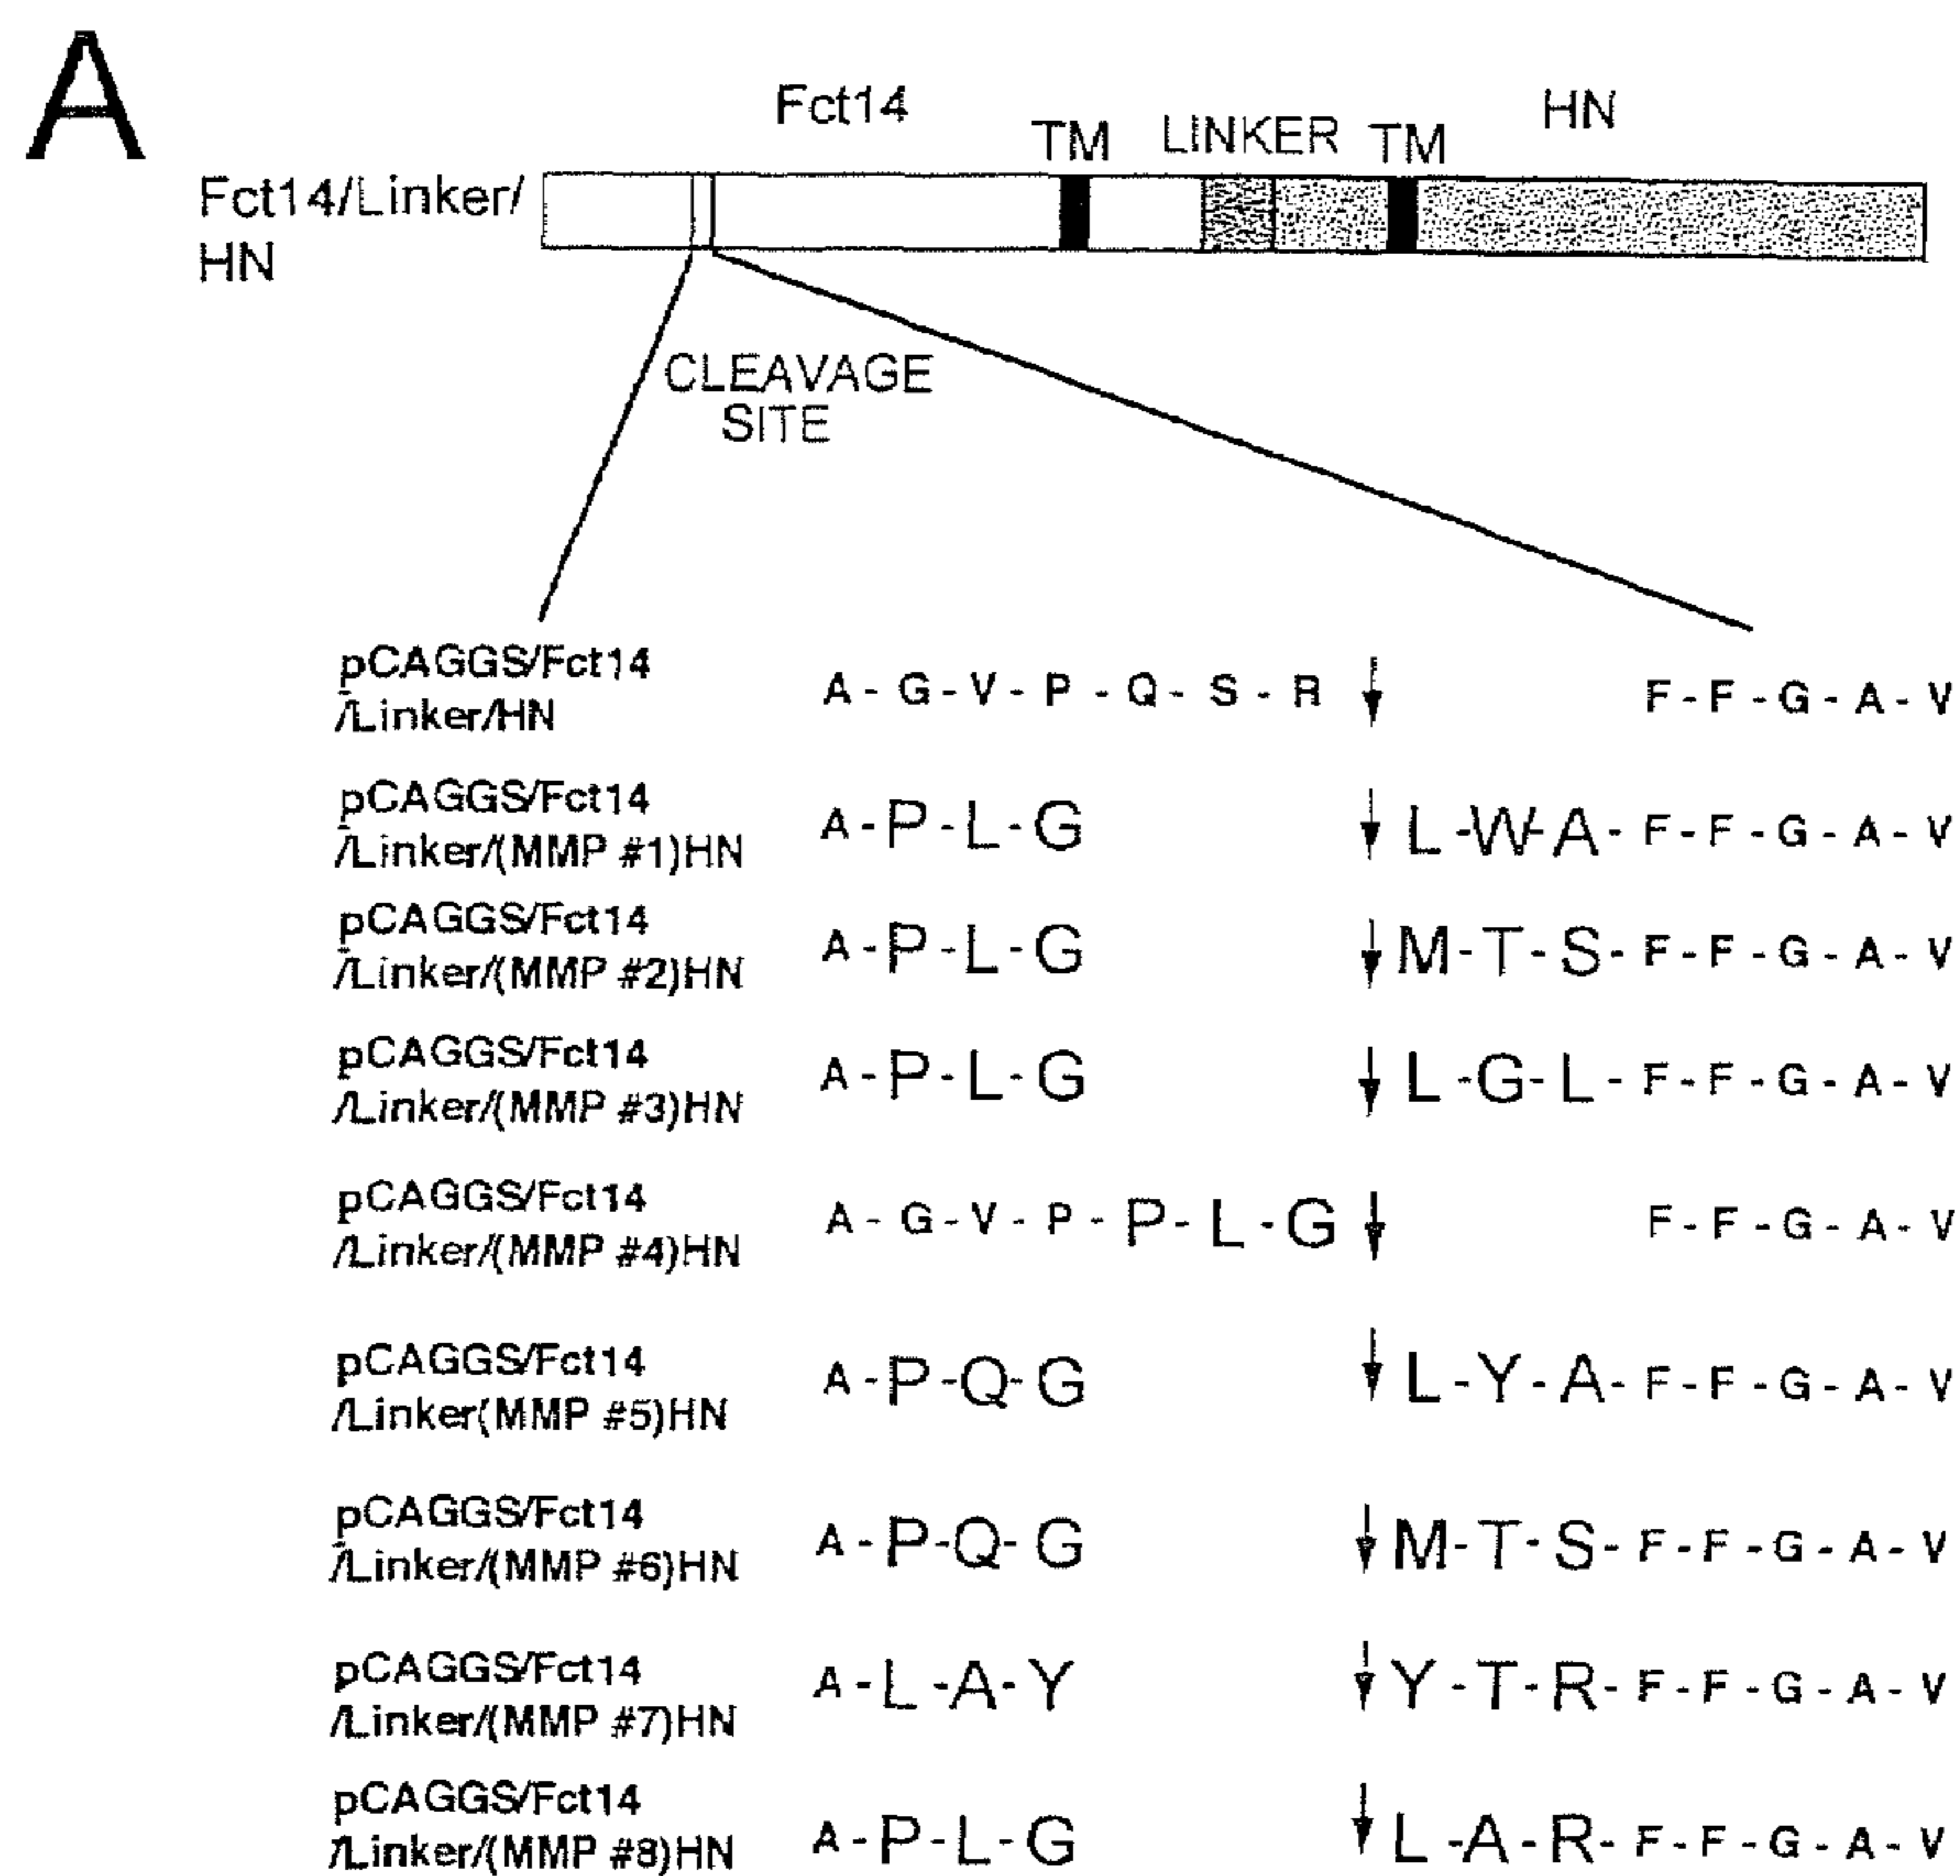 A
Fct14
TM
LINKER
TM
HN
Fct14/Linker/
HN
CLEAVAGE
SITE
pCAGGS/Fct14
/Linker/HN
A - G - V - P - Q - S - R ↓ F - F - G - A - V
pCAGGS/Fct14
/Linker/(MMP #1)HN
A - P - L - G ↓ L - W - A - F - F - G - A - V
pCAGGS/Fct14
/Linker/(MMP #2)HN
A - P - L - G ↓ M - T - S - F - F - G - A - V
pCAGGS/Fct14
/Linker/(MMP #3)HN
A - P - L - G ↓ L - G - L - F - F - G - A - V
pCAGGS/Fct14
/Linker/(MMP #4)HN
A - G - V - P - P - L - G ↓ F - F - G - A - V
pCAGGS/Fct14
/Linker(MMP #5)HN
A - P - Q - G ↓ L - Y - A - F - F - G - A - V
pCAGGS/Fct14
/Linker/(MMP #6)HN
A - P - Q - G ↓ M - T - S - F - F - G - A - V
pCAGGS/Fct14
/Linker/(MMP #7)HN
A - L - A - Y ↓ Y - T - R - F - F - G - A - V
pCAGGS/Fct14
/Linker/(MMP #8)HN
A - P - L - G ↓ L - A - R - F - F - G - A - V